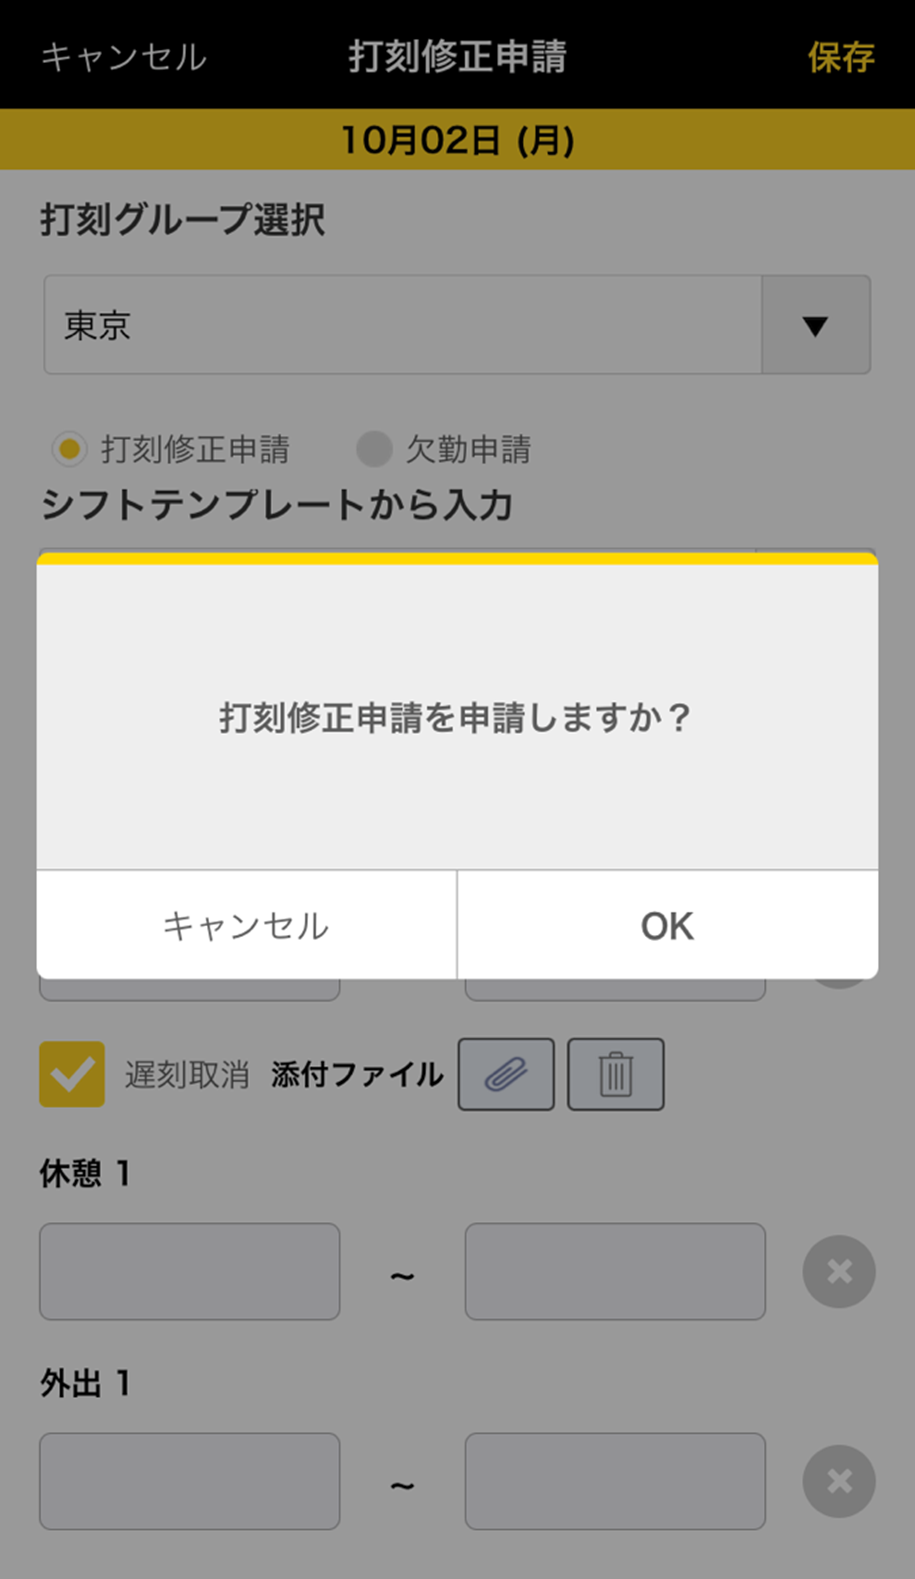 キャンセル 打刻修正申請 保存
10月02日 (月)
打刻グループ選択
東京 ▼
打刻修正申請 欠勤申請
シフトテンプレートから入力
打刻修正申請を申請しますか？
キャンセル OK
遅刻取消 添付ファイル
休憩 1
~
外出 1
~